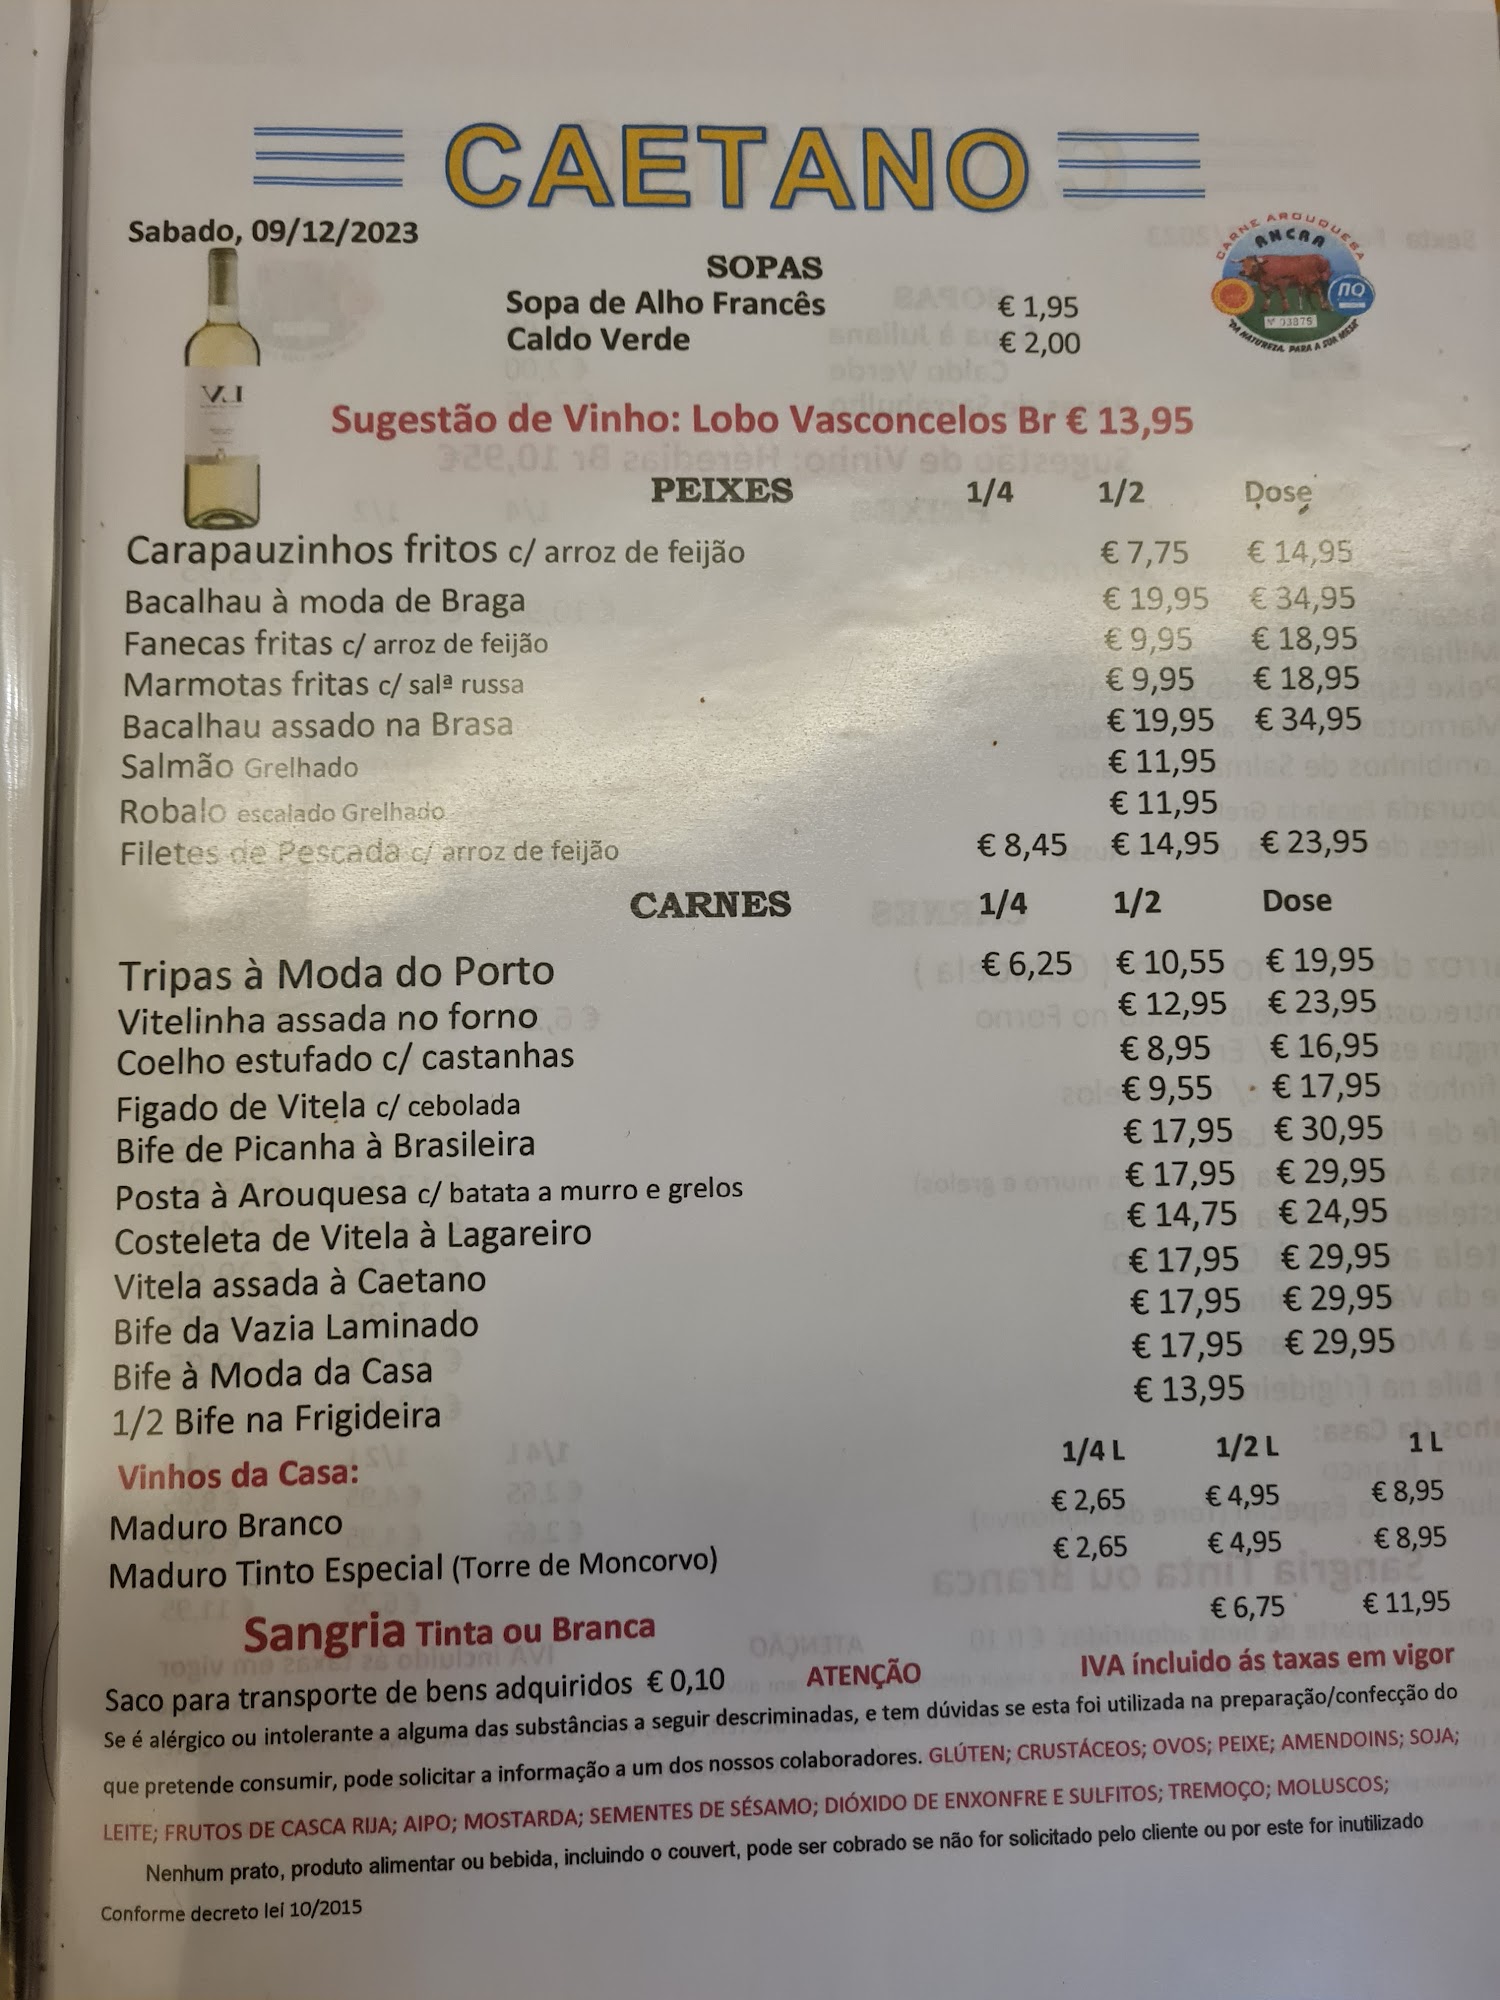 CAETANO
Sabado, 09/12/2023
CARNE AROUQUESA
ANCRA
DA NATUREZA PARA A SUA MESA
SOPAS
Sopa de Alho Francês € 1,95
Caldo Verde € 2,00
Sugestão de Vinho: Lobo Vasconcelos Br € 13,95
PEIXES 1/4 1/2 Dose
Carapauzinhos fritos c/ arroz de feijão € 7,75 € 14,95
Bacalhau à moda de Braga € 19,95 € 34,95
Fanecas fritas c/ arroz de feijão € 9,95 € 18,95
Marmotas fritas c/ salª russa € 9,95 € 18,95
Bacalhau assado na Brasa € 19,95 € 34,95
Salmão Grelhado € 11,95
Robalo escalado Grelhado € 11,95
Filetes de Pescada c/ arroz de feijão € 8,45 € 14,95 € 23,95
CARNES 1/4 1/2 Dose
Tripas à Moda do Porto € 6,25 € 10,55 € 19,95
Vitelinha assada no forno € 12,95 € 23,95
Coelho estufado c/ castanhas € 8,95 € 16,95
Figado de Vitela c/ cebolada € 9,55 € 17,95
Bife de Picanha à Brasileira € 17,95 € 30,95
Posta à Arouquesa c/ batata a murro e grelos € 17,95 € 29,95
Costeleta de Vitela à Lagareiro € 14,75 € 24,95
Vitela assada à Caetano € 17,95 € 29,95
Bife da Vazia Laminado € 17,95 € 29,95
Bife à Moda da Casa € 17,95 € 29,95
1/2 Bife na Frigideira € 13,95
Vinhos da Casa: 1/4 L 1/2 L 1 L
Maduro Branco € 2,65 € 4,95 € 8,95
Maduro Tinto Especial (Torre de Moncorvo) € 2,65 € 4,95 € 8,95
Sangria Tinta ou Branca € 6,75 € 11,95
Saco para transporte de bens adquiridos € 0,10 ATENÇÃO IVA íncluido ás taxas em vigor
Se é alérgico ou intolerante a alguma das substâncias a seguir descriminadas, e tem dúvidas se esta foi utilizada na preparação/confecção do
que pretende consumir, pode solicitar a informação a um dos nossos colaboradores. GLÚTEN; CRUSTÁCEOS; OVOS; PEIXE; AMENDOINS; SOJA;
LEITE; FRUTOS DE CASCA RIJA; AIPO; MOSTARDA; SEMENTES DE SÉSAMO; DIÓXIDO DE ENXONFRE E SULFITOS; TREMOÇO; MOLUSCOS;
Nenhum prato, produto alimentar ou bebida, incluindo o couvert, pode ser cobrado se não for solicitado pelo cliente ou por este for inutilizado
Conforme decreto lei 10/2015